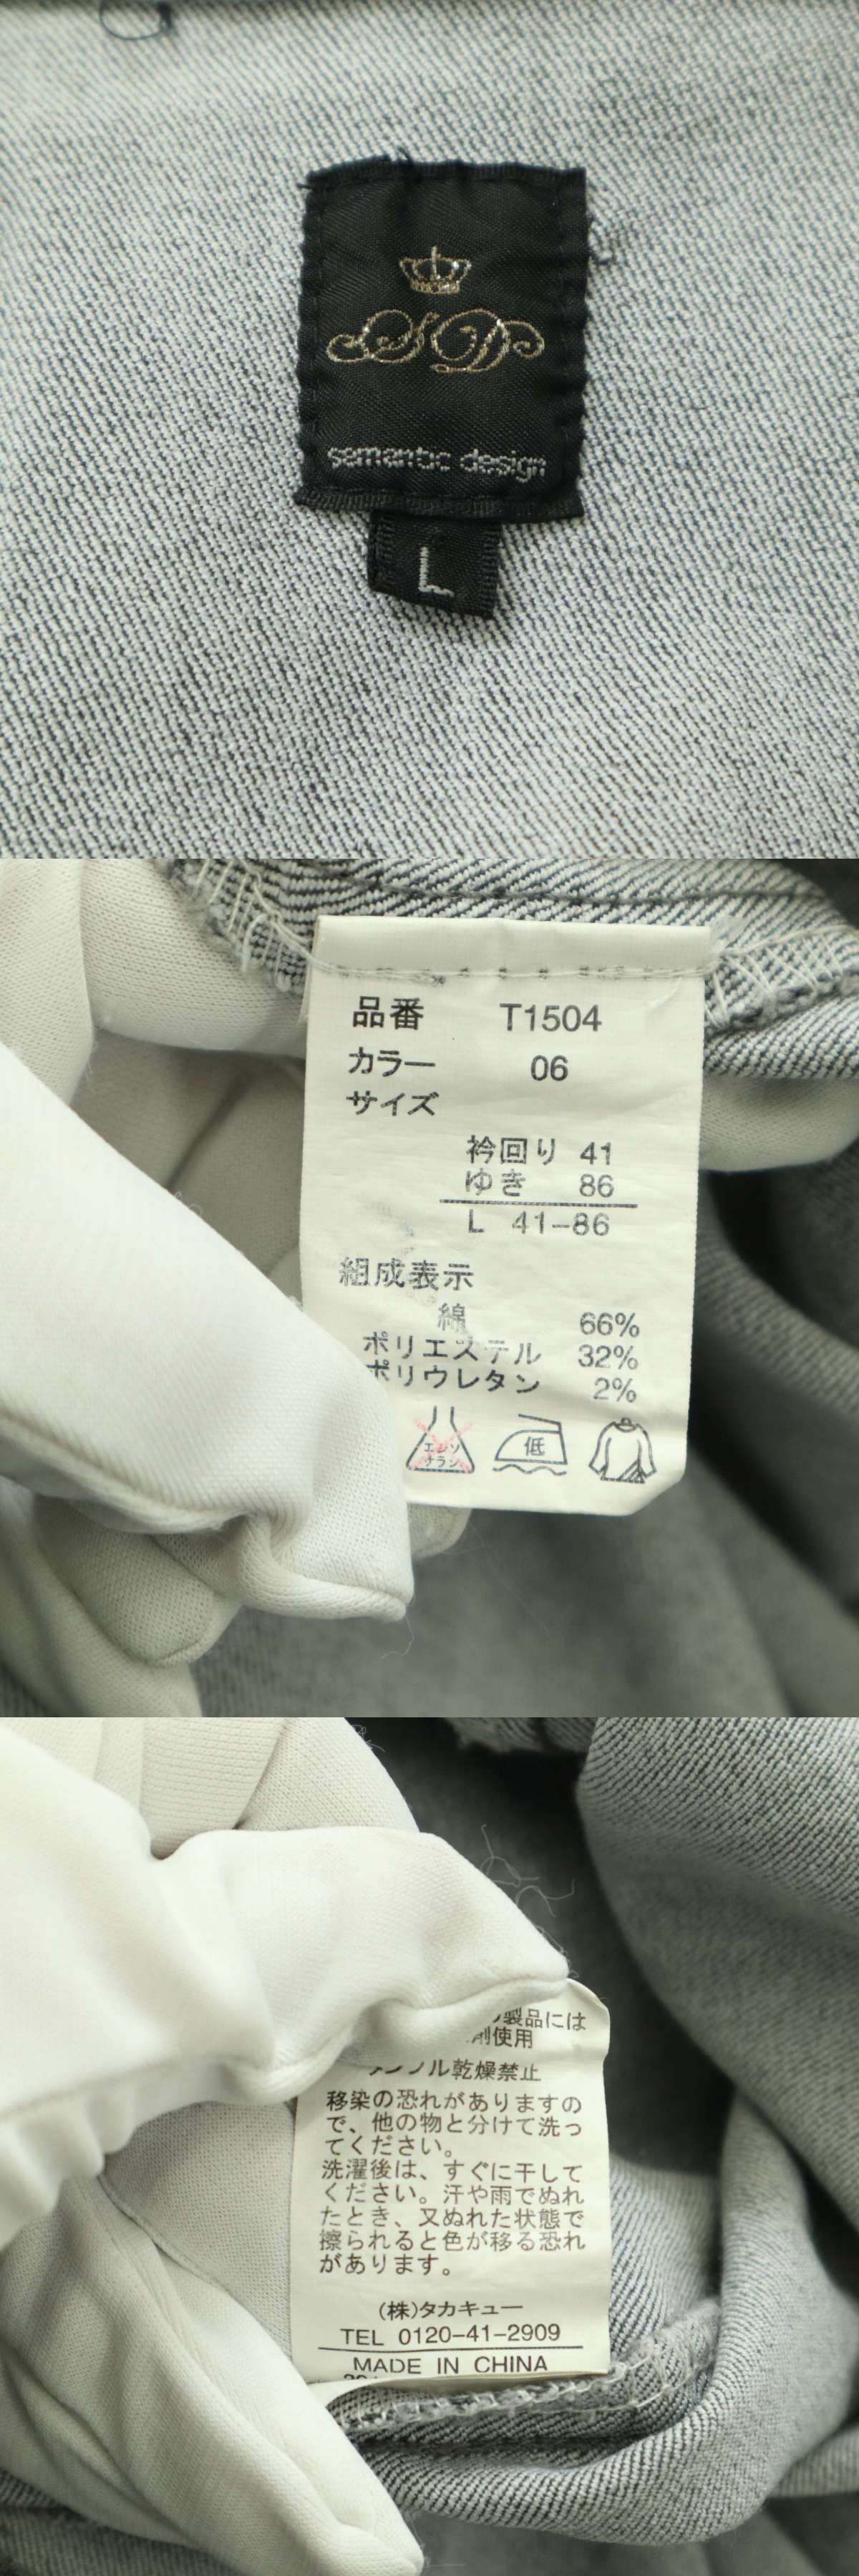 SD
semantic design
L
品番 T1504
カラー 06
サイズ
衿回り 41
ゆき 86
L 41-86
組成表示
綿 66%
ポリエステル 32%
ポリウレタン 2%
エンソ
サラシ
低
製品には
剤使用
ンブル乾燥禁止
移染の恐れがありますの
で、他の物と分けて洗っ
てください。
洗濯後は、すぐに干して
ください。汗や雨でぬれ
たとき、又ぬれた状態で
擦られると色が移る恐れ
があります。
(株)タカキュー
TEL 0120-41-2909
MADE IN CHINA